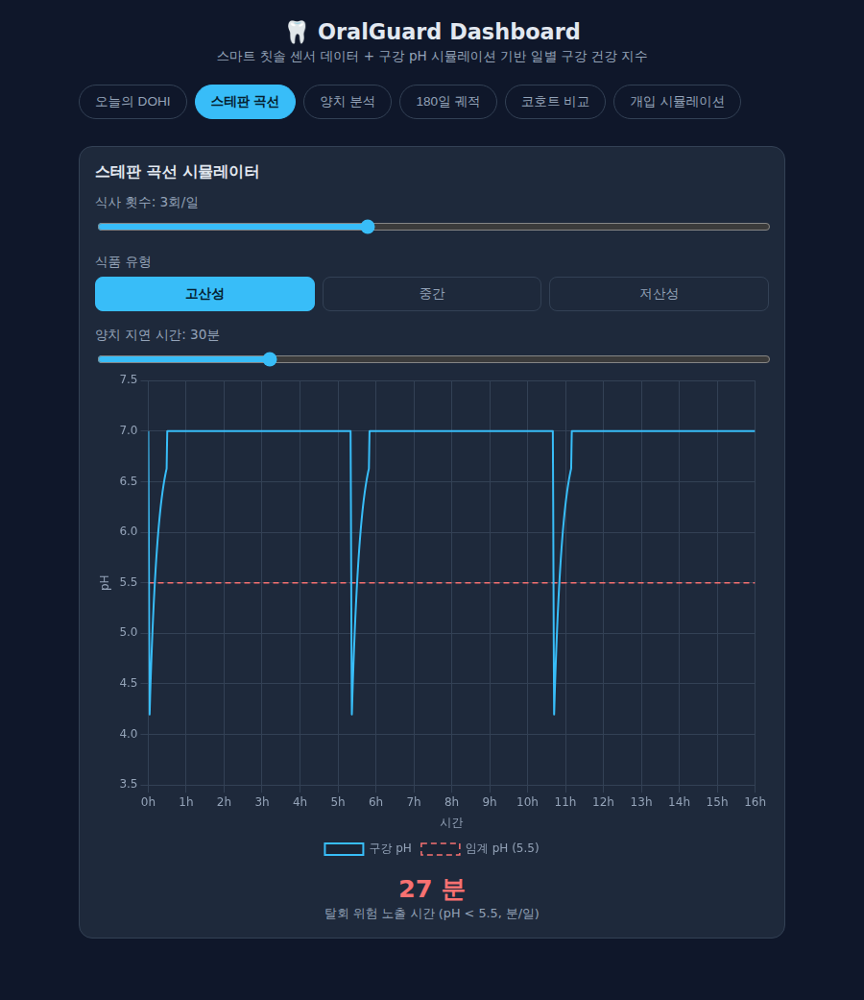 🦷 OralGuard Dashboard
스마트 칫솔 센서 데이터 + 구강 pH 시뮬레이션 기반 일별 구강 건강 지수
오늘의 DOHI 스테판 곡선 양치 분석 180일 궤적 코호트 비교 개입 시뮬레이션
스테판 곡선 시뮬레이터
식사 횟수: 3회/일
식품 유형
고산성 중간 저산성
양치 지연 시간: 30분
7.5
7.0
6.5
6.0
5.5
5.0
4.5
4.0
3.5
pH
0h 1h 2h 3h 4h 5h 6h 7h 8h 9h 10h 11h 12h 13h 14h 15h 16h
시간
구강 pH 임계 pH (5.5)
27 분
탈회 위험 노출 시간 (pH < 5.5, 분/일)